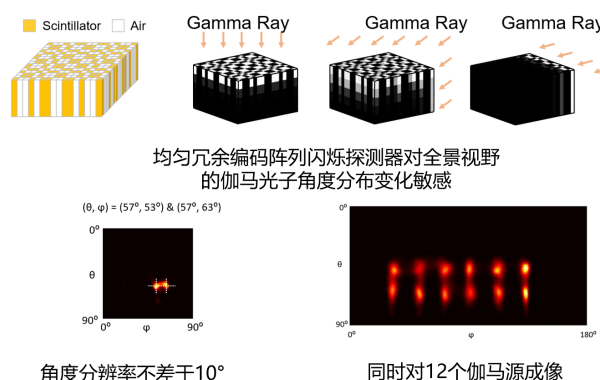 Scintillator Air
Gamma Ray Gamma Ray Gamma Ray
均匀冗余编码阵列闪烁探测器对全景视野
的伽马光子角度分布变化敏感
(θ, φ) = (57°, 53°) & (57°, 63°)
0°
θ
90°
0° φ 90°
角度分辨率不差于10°
0°
θ
90°
0° φ 180°
同时对12个伽马源成像